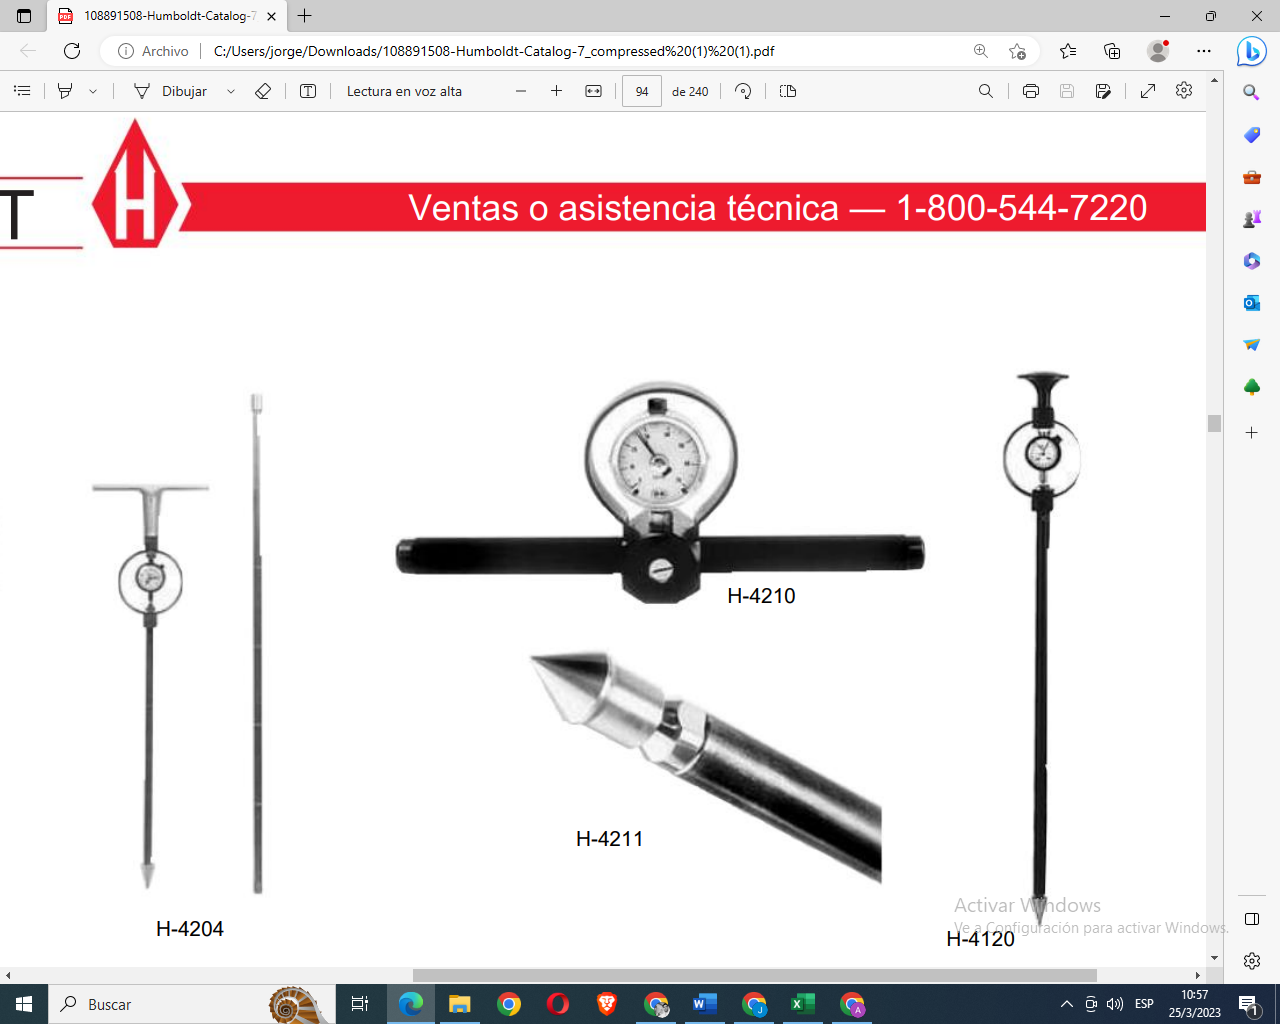 108891508-Humboldt-Catalog-7
Archivo
C:/Users/jorge/Downloads/108891508-Humboldt-Catalog-7_compressed%20(1)%20(1).pdf
Dibujar
Lectura en voz alta
94 de 240
T
H
Ventas o asistencia técnica — 1-800-544-7220
H-4210
H-4211
H-4204
H-4120
Activar Windows
Ve a Configuración para activar Windows.
Buscar
ESP
10:57
25/3/2023
1